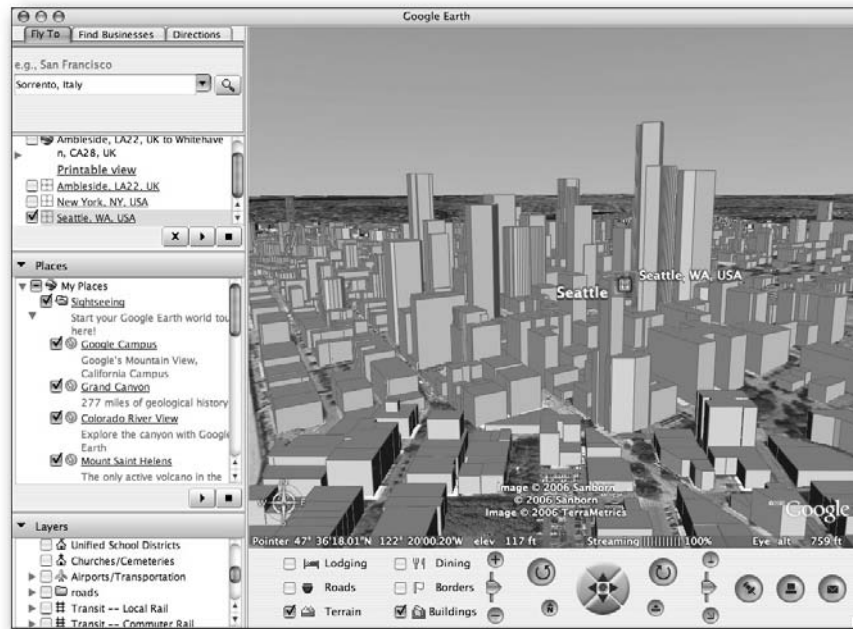 Google Earth
Fly To Find Businesses Directions
e.g., San Francisco
Sorrento, Italy
Ambleside, LA22, UK to Whitehave
n, CA28, UK
Printable view
Ambleside, LA22, UK
New York, NY, USA
Seattle, WA, USA
Places
My Places
Sightseeing
Start your Google Earth world tou
here!
Google Campus
Google's Mountain View,
California Campus
Grand Canyon
277 miles of geological history
Colorado River View
Explore the canyon with Google
Earth
Mount Saint Helens
The only active volcano in the
Layers
Unified School Districts
Churches/Cemeteries
Airports/Transportation
roads
Transit -- Local Rail
Transit -- Commuter Rail
Seattle, WA, USA
Seattle
Image © 2006 Sanborn
© 2006 Sanborn
Image © 2006 TerraMetrics
Google
Pointer 47° 36'18.01"N 122° 20'00.20"W elev 117 ft Streaming 100% Eye alt 759 ft
Lodging Dining
Roads Borders
Terrain Buildings